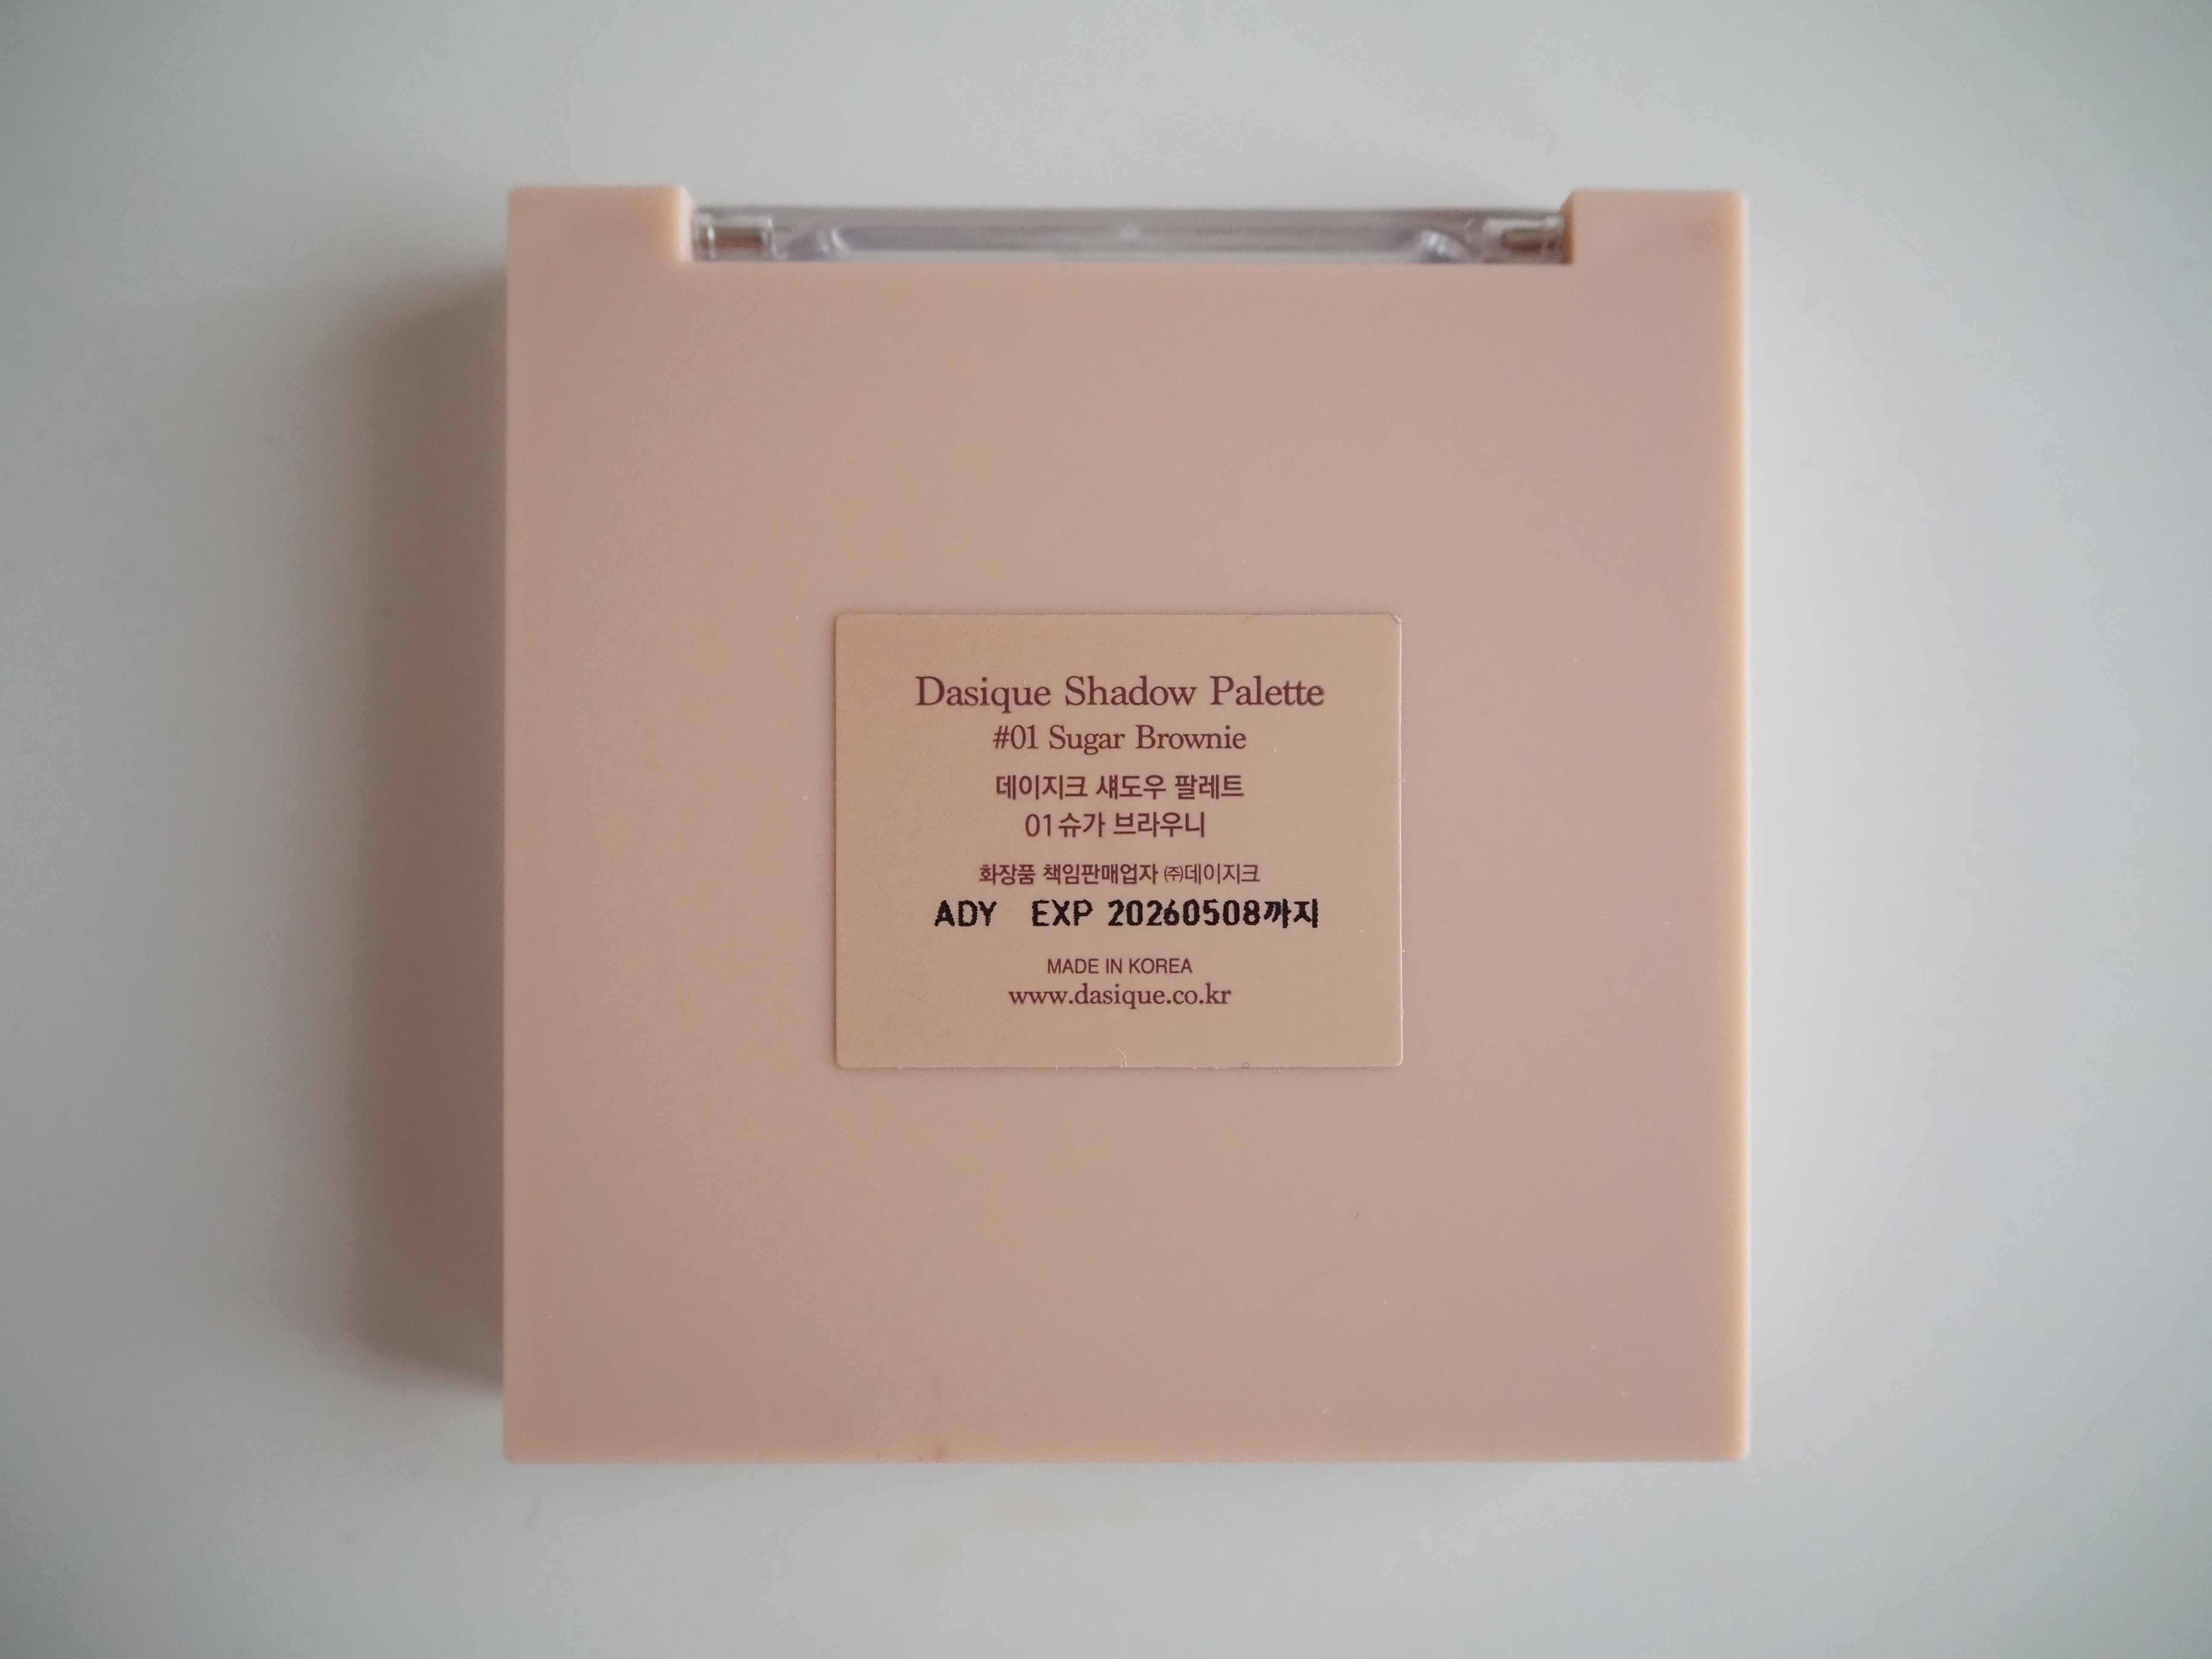 Dasique Shadow Palette
#01 Sugar Brownie
데이지크 섀도우 팔레트
01슈가 브라우니
화장품 책임판매업자 ㈜데이지크
ADY EXP 20260508까지
MADE IN KOREA
www.dasique.co.kr